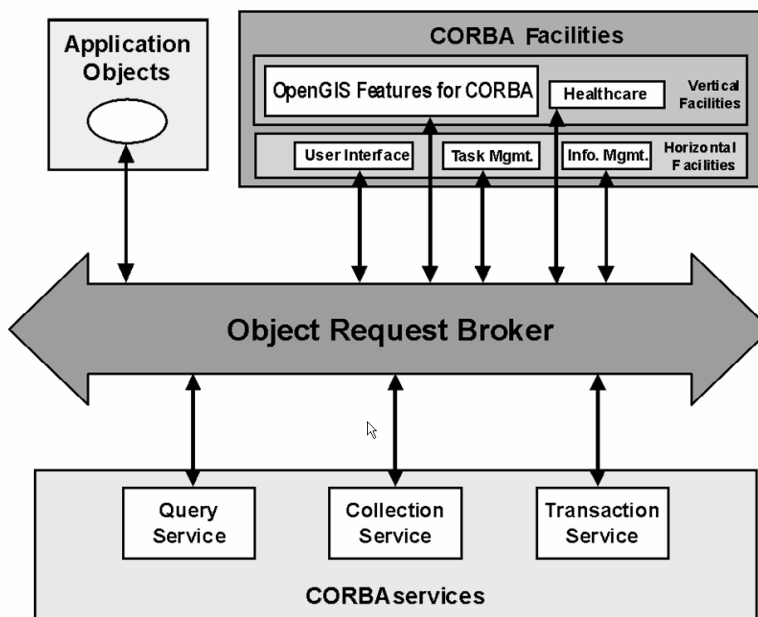 Application
Objects
CORBA Facilities
OpenGIS Features for CORBA
Healthcare
Vertical
Facilities
User Interface
Task Mgmt.
Info. Mgmt.
Horizontal
Facilities
Object Request Broker
Query
Service
Collection
Service
Transaction
Service
CORBAservices